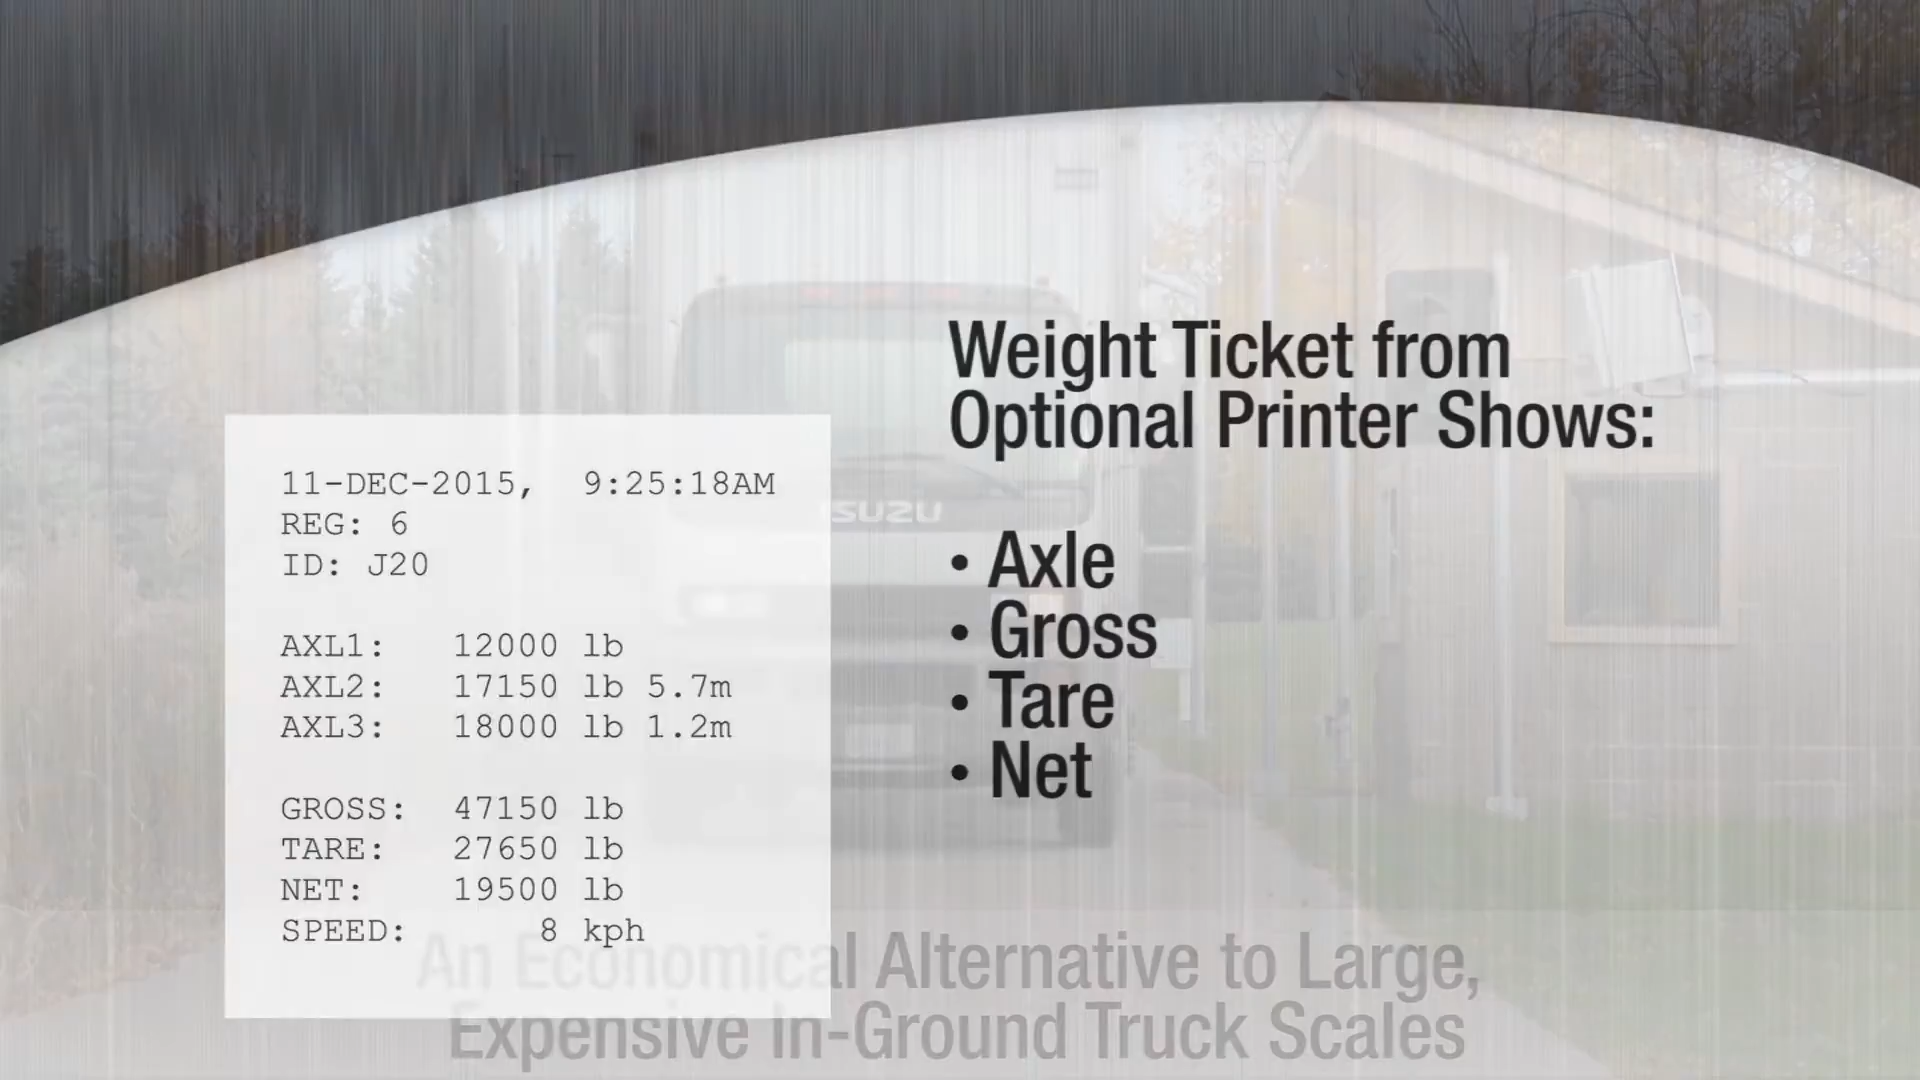 Weight Ticket from
Optional Printer Shows:
• Axle
• Gross
• Tare
• Net
11-DEC-2015, 9:25:18AM
REG: 6
ID: J20
AXL1: 12000 lb
AXL2: 17150 lb 5.7m
AXL3: 18000 lb 1.2m
GROSS: 47150 lb
TARE: 27650 lb
NET: 19500 lb
SPEED: 8 kph
ISUZU
An Economical Alternative to Large,
Expensive In-Ground Truck Scales